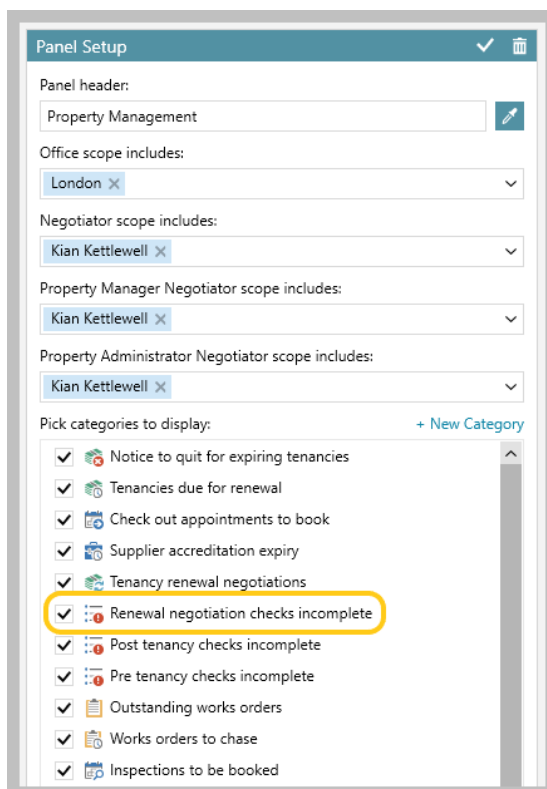 Panel Setup
Panel header:
Property Management
Office scope includes:
London
Negotiator scope includes:
Kian Kettlewell
Property Manager Negotiator scope includes:
Kian Kettlewell
Property Administrator Negotiator scope includes:
Kian Kettlewell
Pick categories to display: + New Category
Notice to quit for expiring tenancies
Tenancies due for renewal
Check out appointments to book
Supplier accreditation expiry
Tenancy renewal negotiations
Renewal negotiation checks incomplete
Post tenancy checks incomplete
Pre tenancy checks incomplete
Outstanding works orders
Works orders to chase
Inspections to be booked